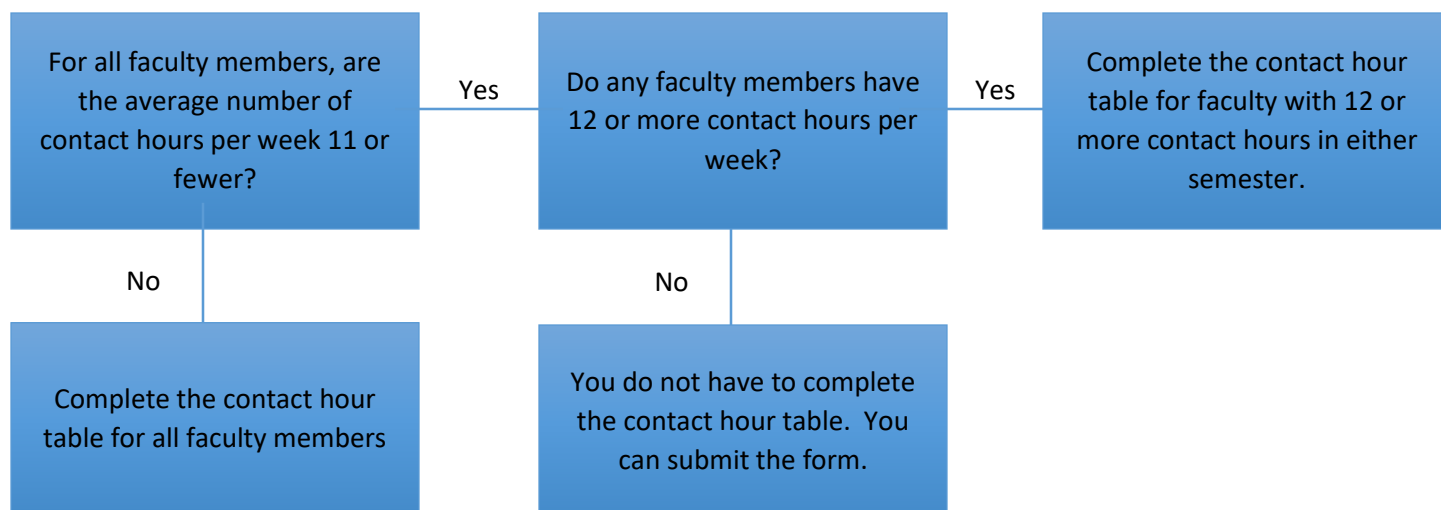 For all faculty members, are
the average number of
contact hours per week 11 or
fewer?
Yes
Do any faculty members have
12 or more contact hours per
week?
Yes
Complete the contact hour
table for faculty with 12 or
more contact hours in either
semester.
No
No
Complete the contact hour
table for all faculty members
You do not have to complete
the contact hour table.  You
can submit the form.